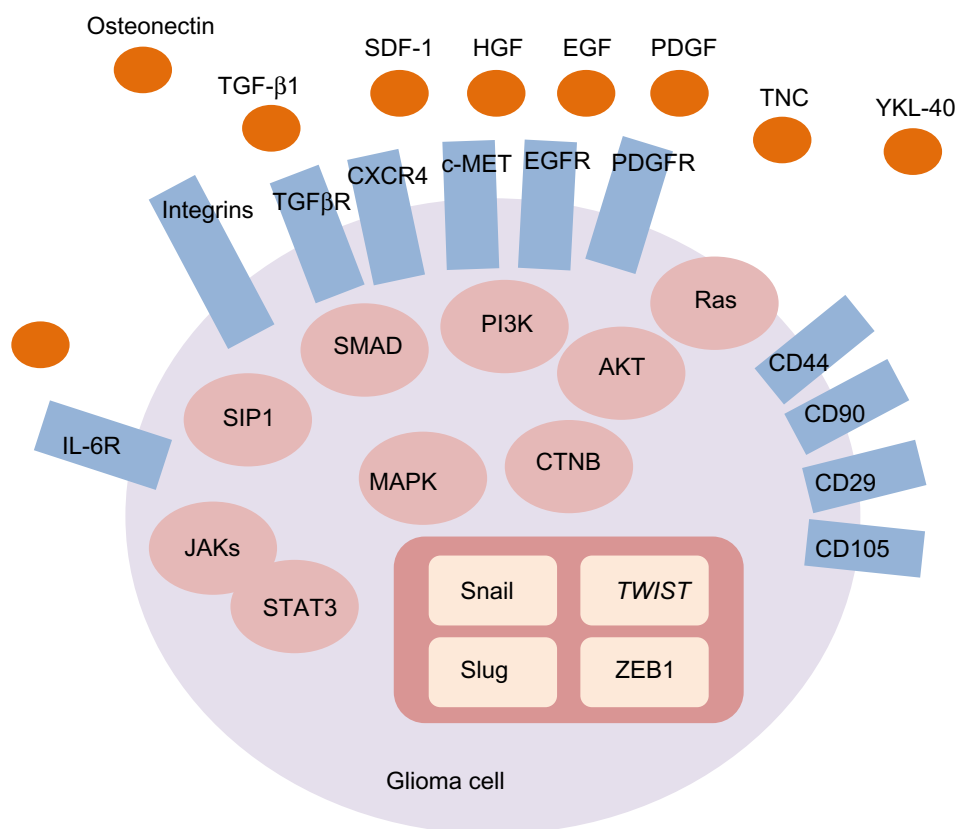 Osteonectin
TGF-β1
SDF-1
HGF
EGF
PDGF
TNC
YKL-40
Integrins
TGFβR
CXCR4
c-MET
EGFR
PDGFR
Ras
SMAD
PI3K
AKT
CD44
SIP1
CD90
IL-6R
MAPK
CTNB
CD29
JAKs
CD105
STAT3
Snail
TWIST
Slug
ZEB1
Glioma cell